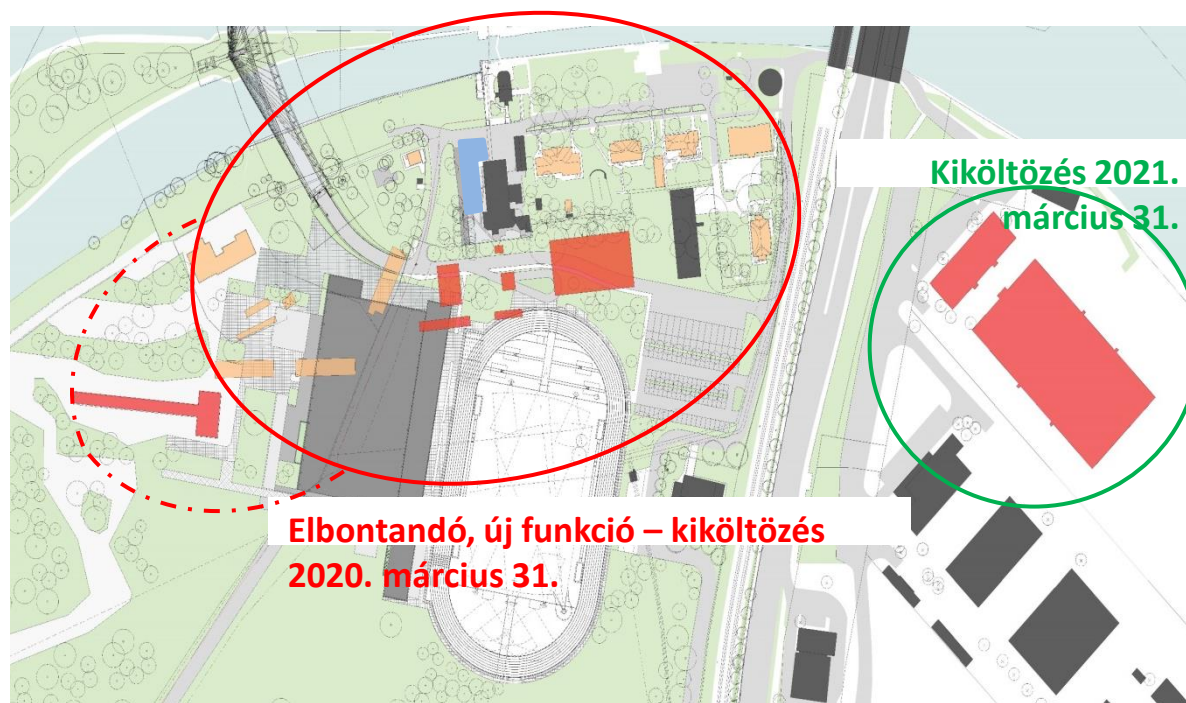 Kiköltözés 2021.
március 31.
Elbontandó, új funkció – kiköltözés
2020. március 31.